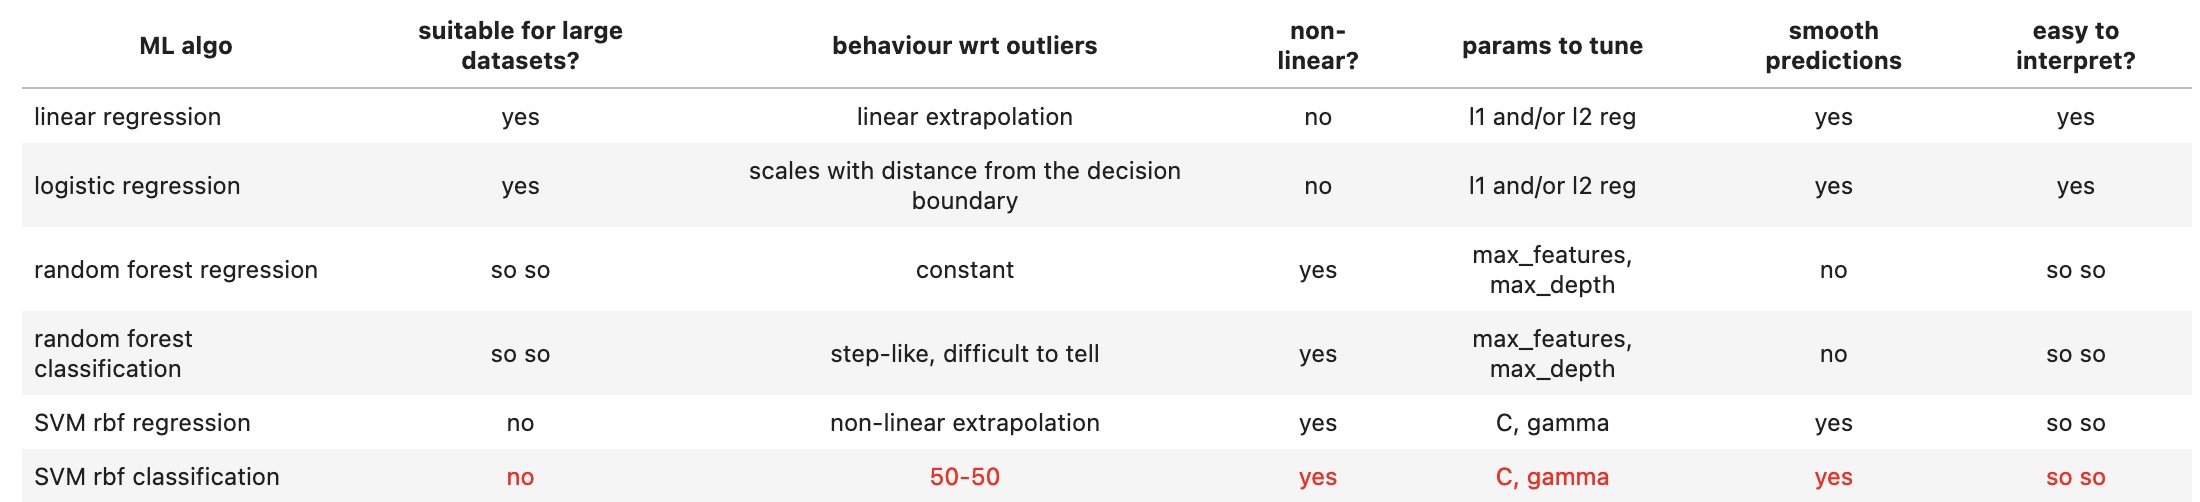 ML algo suitable for large datasets? behaviour wrt outliers non-linear? params to tune smooth predictions easy to interpret?
linear regression yes linear extrapolation no l1 and/or l2 reg yes yes
logistic regression yes scales with distance from the decision boundary no l1 and/or l2 reg yes yes
random forest regression so so constant yes max_features, max_depth no so so
random forest classification so so step-like, difficult to tell yes max_features, max_depth no so so
SVM rbf regression no non-linear extrapolation yes C, gamma yes so so
SVM rbf classification no 50-50 yes C, gamma yes so so